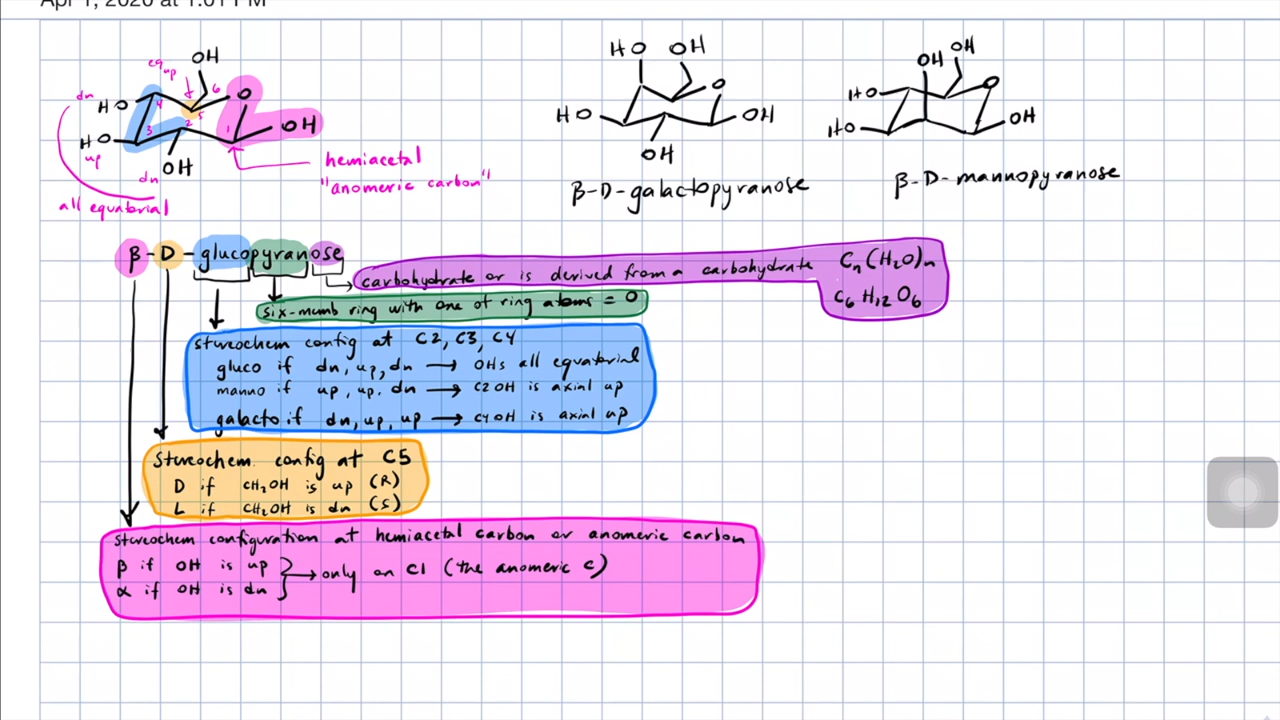 Apr 1, 2020 at 1:01 PM
OH
eq up
dn
HO
4
6
O
5
HO
3
2
1
OH
up
OH
dn
hemiacetal
"anomeric carbon"
all equatorial
HO OH
O
HO
OH
OH
β-D-galactopyranose
OH OH
HO
O
HO
OH
β-D-mannopyranose
β-D-glucopyranose
carbohydrate or is derived from a carbohydrate Cn(H2O)n
C6H12O6
six-memb ring with one of ring atoms = O
stereochem config at C2, C3, C4
gluco if dn, up, dn → OHs all equatorial
manno if up, up, dn → C2OH is axial up
galacto if dn, up, up → C4OH is axial up
Stereochem. config at C5
D if CH2OH is up (R)
L if CH2OH is dn (S)
stereochem configuration at hemiacetal carbon or anomeric carbon
β if OH is up
α if OH is dn
→ only on C1 (the anomeric C)